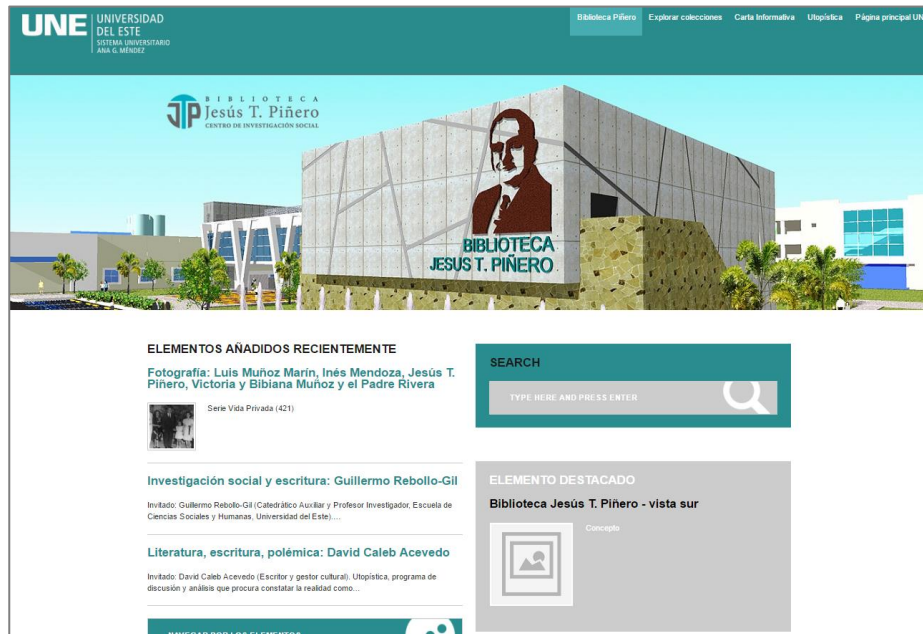 UNE UNIVERSIDAD
DEL ESTE
SISTEMA UNIVERSITARIO
ANA G. MÉNDEZ
Biblioteca Piñero Explorar colecciones Carta Informativa Utopística Página principal UN
BIBLIOTECA
Jesús T. Piñero
CENTRO DE INVESTIGACIÓN SOCIAL
BIBLIOTECA
JESUS T. PIÑERO
ELEMENTOS AÑADIDOS RECIENTEMENTE
Fotografía: Luis Muñoz Marín, Inés Mendoza, Jesús T.
Piñero, Victoria y Bibiana Muñoz y el Padre Rivera
Serie Vida Privada (421)
Investigación social y escritura: Guillermo Rebollo-Gil
Invitado: Guillermo Rebollo-Gil (Catedrático Auxiliar y Profesor Investigador, Escuela de
Ciencias Sociales y Humanas, Universidad del Este)....
Literatura, escritura, polémica: David Caleb Acevedo
Invitado: David Caleb Acevedo (Escritor y gestor cultural). Utopística, programa de
discusión y análisis que procura constatar la realidad como...
NAVEGAR POR LOS ELEMENTOS
SEARCH
TYPE HERE AND PRESS ENTER
ELEMENTO DESTACADO
Biblioteca Jesús T. Piñero - vista sur
Concepto